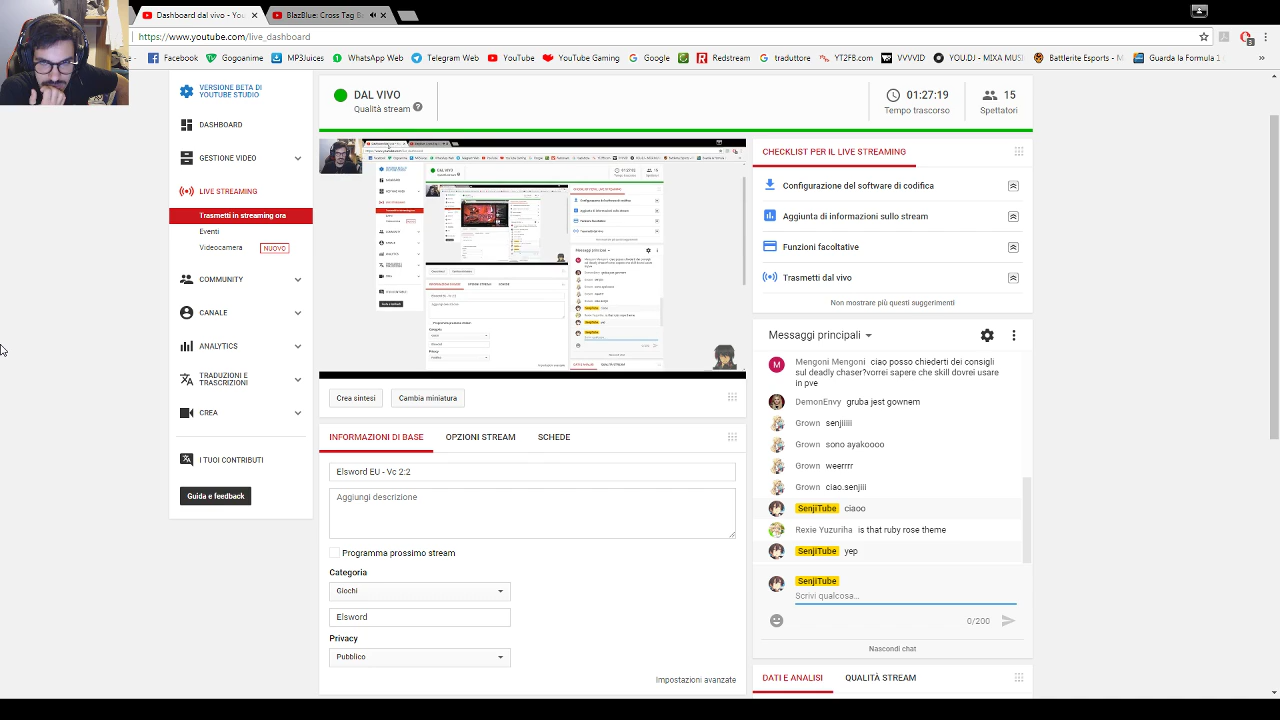 Dashboard dal vivo - You
BlazBlue: Cross Tag B
https://www.youtube.com/live_dashboard
3
Facebook
Gogoanime
MP3Juices
WhatsApp Web
Telegram Web
YouTube
YouTube Gaming
Google
Redstream
traduttore
YT2FB.com
VVVVID
YOU.DJ - MIXA MUSI
Battlerite Esports - M
Guarda la Formula 1
»
VERSIONE BETA DI
YOUTUBE STUDIO
DASHBOARD
GESTIONE VIDEO
LIVE STREAMING
Trasmetti in streaming ora
Eventi
Videocamera NUOVO
COMMUNITY
CANALE
ANALYTICS
TRADUZIONI E
TRASCRIZIONI
CREA
I TUOI CONTRIBUTI
Guida e feedback
DAL VIVO
Qualità stream ?
01:27:19
Tempo trascorso
15
Spettatori
Crea sintesi
Cambia miniatura
INFORMAZIONI DI BASE
OPZIONI STREAM
SCHEDE
Elsword EU - Vc 2:2
Aggiungi descrizione
Programma prossimo stream
Categoria
Giochi
Elsword
Privacy
Pubblico
Impostazioni avanzate
CHECKLIST PER IL LIVE STREAMING
Configurazione del software di codifica
Aggiunta di informazioni sullo stream
Funzioni facoltative
Trasmetti dal vivo
Non mostrare più questi suggerimenti
Messaggi principali
M
Mengoni Mengoni ciao posso chiederti dei consigli
sul deadly chaser?vorrei sapere che skill dovrei usare
in pve
DemonEnvy gruba jest gownem
Grown senjiiiii
Grown sono ayakoooo
Grown weerrrr
Grown ciao.senjiii
SenjiTube ciaoo
Rexie Yuzuriha is that ruby rose theme
SenjiTube yep
SenjiTube
Scrivi qualcosa...
0/200
Nascondi chat
DATI E ANALISI
QUALITÀ STREAM